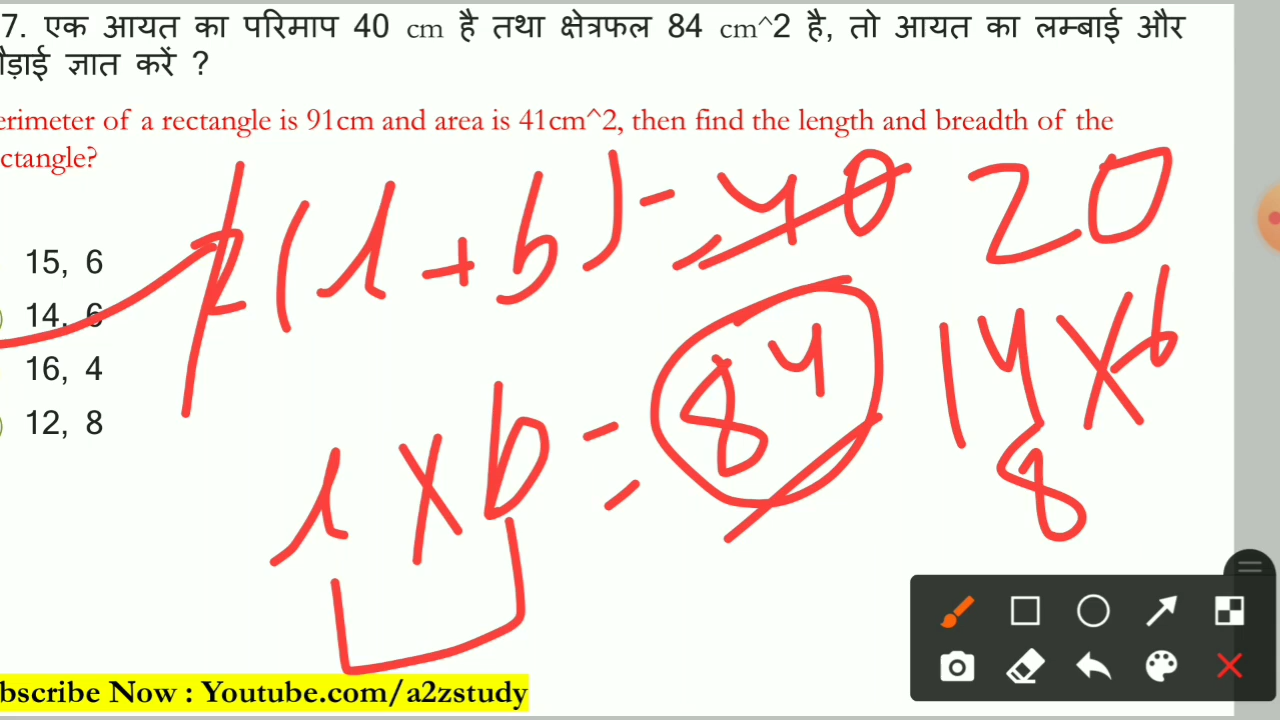 7. एक आयत का परिमाप 40 cm है तथा क्षेत्रफल 84 cm^2 है, तो आयत का लम्बाई और
ौड़ाई ज्ञात करें ?
erimeter of a rectangle is 91cm and area is 41cm^2, then find the length and breadth of the
ctangle?
2(l+b) = 40 20
15, 6
14, 6
16, 4
12, 8
l×b = 84 14×6
8
bscribe Now : Youtube.com/a2zstudy